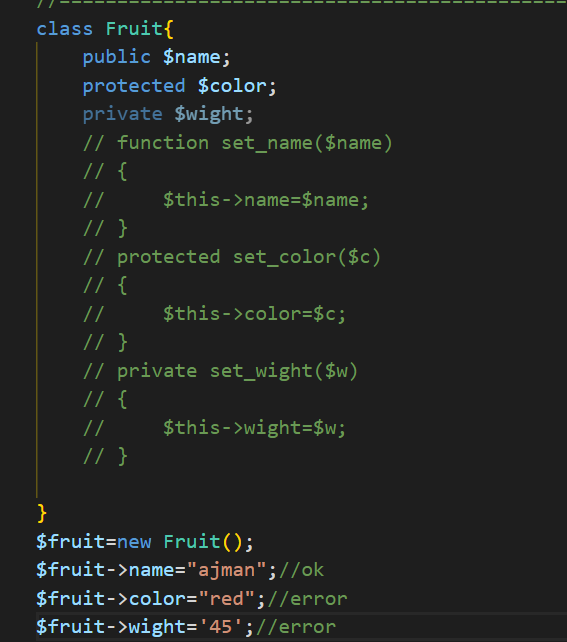 //--------------------------------------------
class Fruit{
    public $name;
    protected $color;
    private $wight;
    // function set_name($name)
    // {
    //     $this->name=$name;
    // }
    // protected set_color($c)
    // {
    //     $this->color=$c;
    // }
    // private set_wight($w)
    // {
    //     $this->wight=$w;
    // }

}
$fruit=new Fruit();
$fruit->name="ajman";//ok
$fruit->color="red";//error
$fruit->wight='45';//error